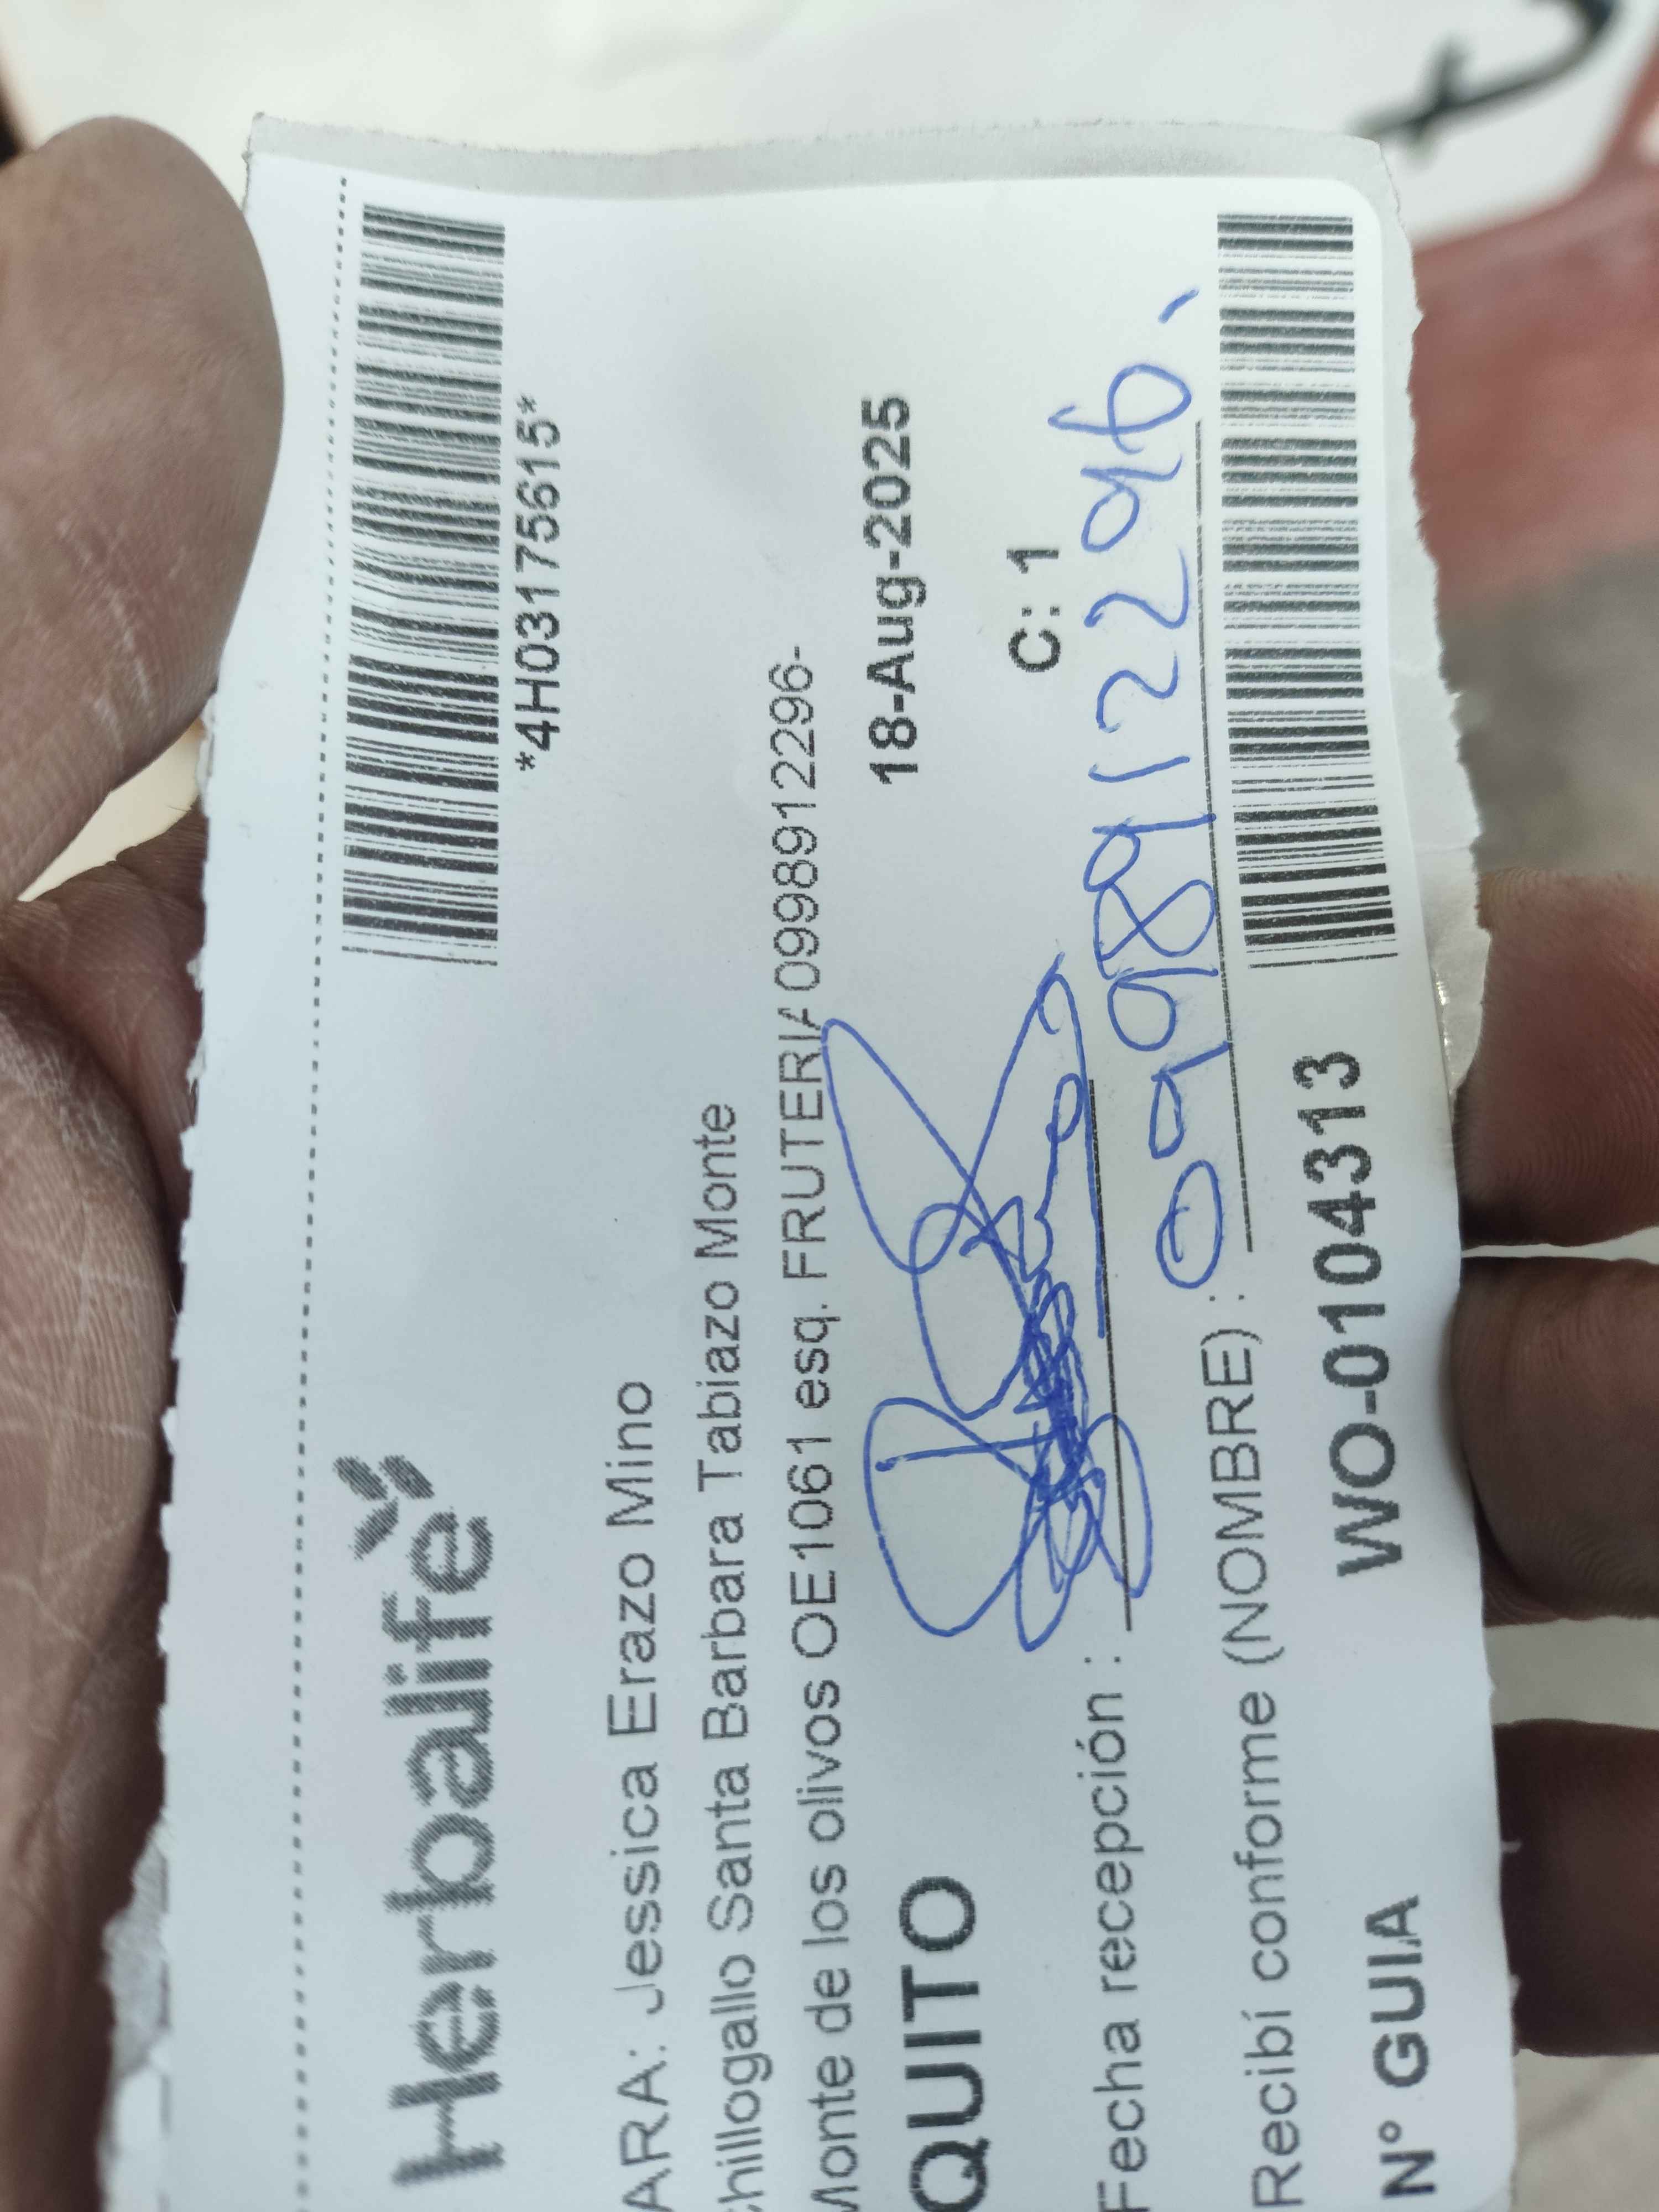 Herbalife
*4H03175615*
ARA: Jessica Erazo Mino
hillogallo Santa Barbara Tabiazo Monte
Monte de los olivos OE1061 esq. FRUTERIA 0998912296-
QUITO
18-Aug-2025
C: 1
Fecha recepción :
0998912296
Recibí conforme (NOMBRE) :
N° GUIA WO-0104313